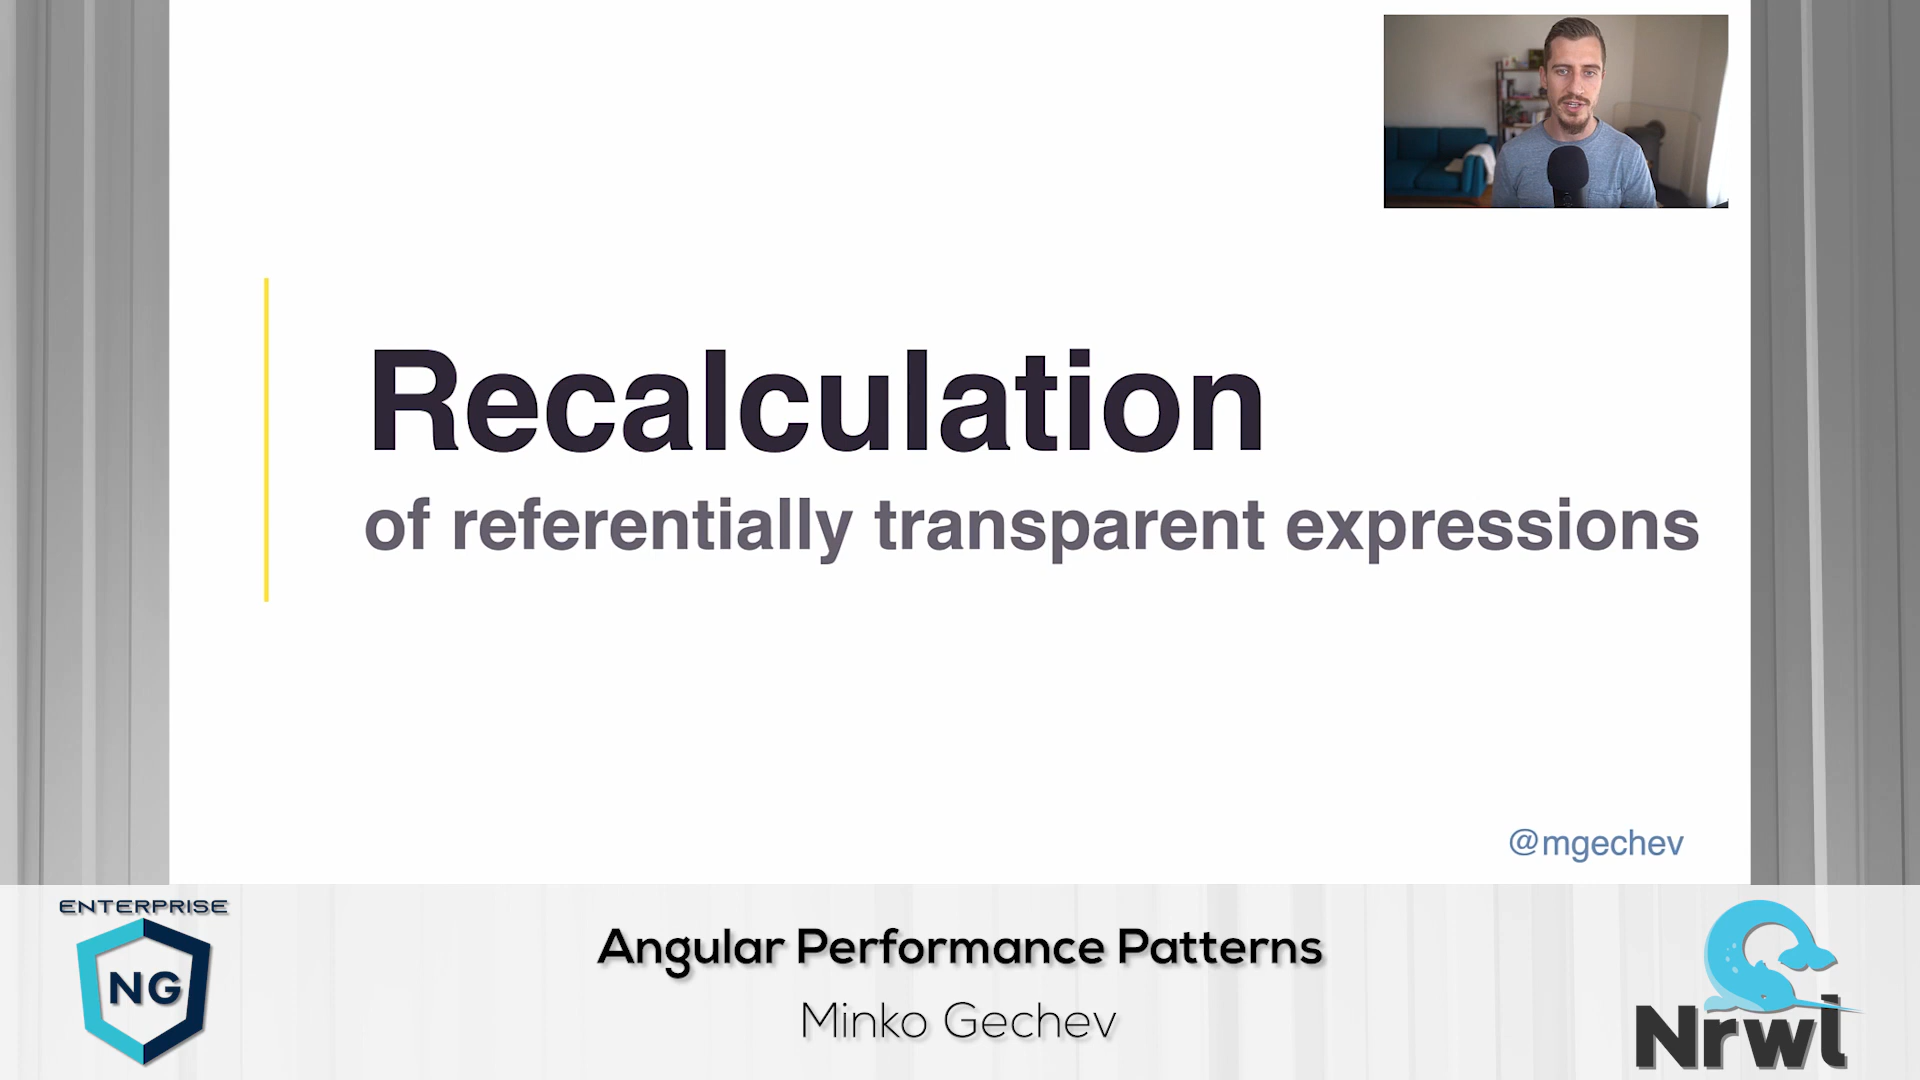 Recalculation
of referentially transparent expressions
@mgechev
ENTERPRISE
NG
Angular Performance Patterns
Minko Gechev
Nrwl